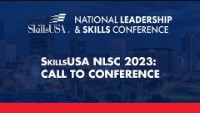 SkillsUSA
NATIONAL LEADERSHIP
& SKILLS CONFERENCE
SKILLSUSA NLSC 2023:
CALL TO CONFERENCE